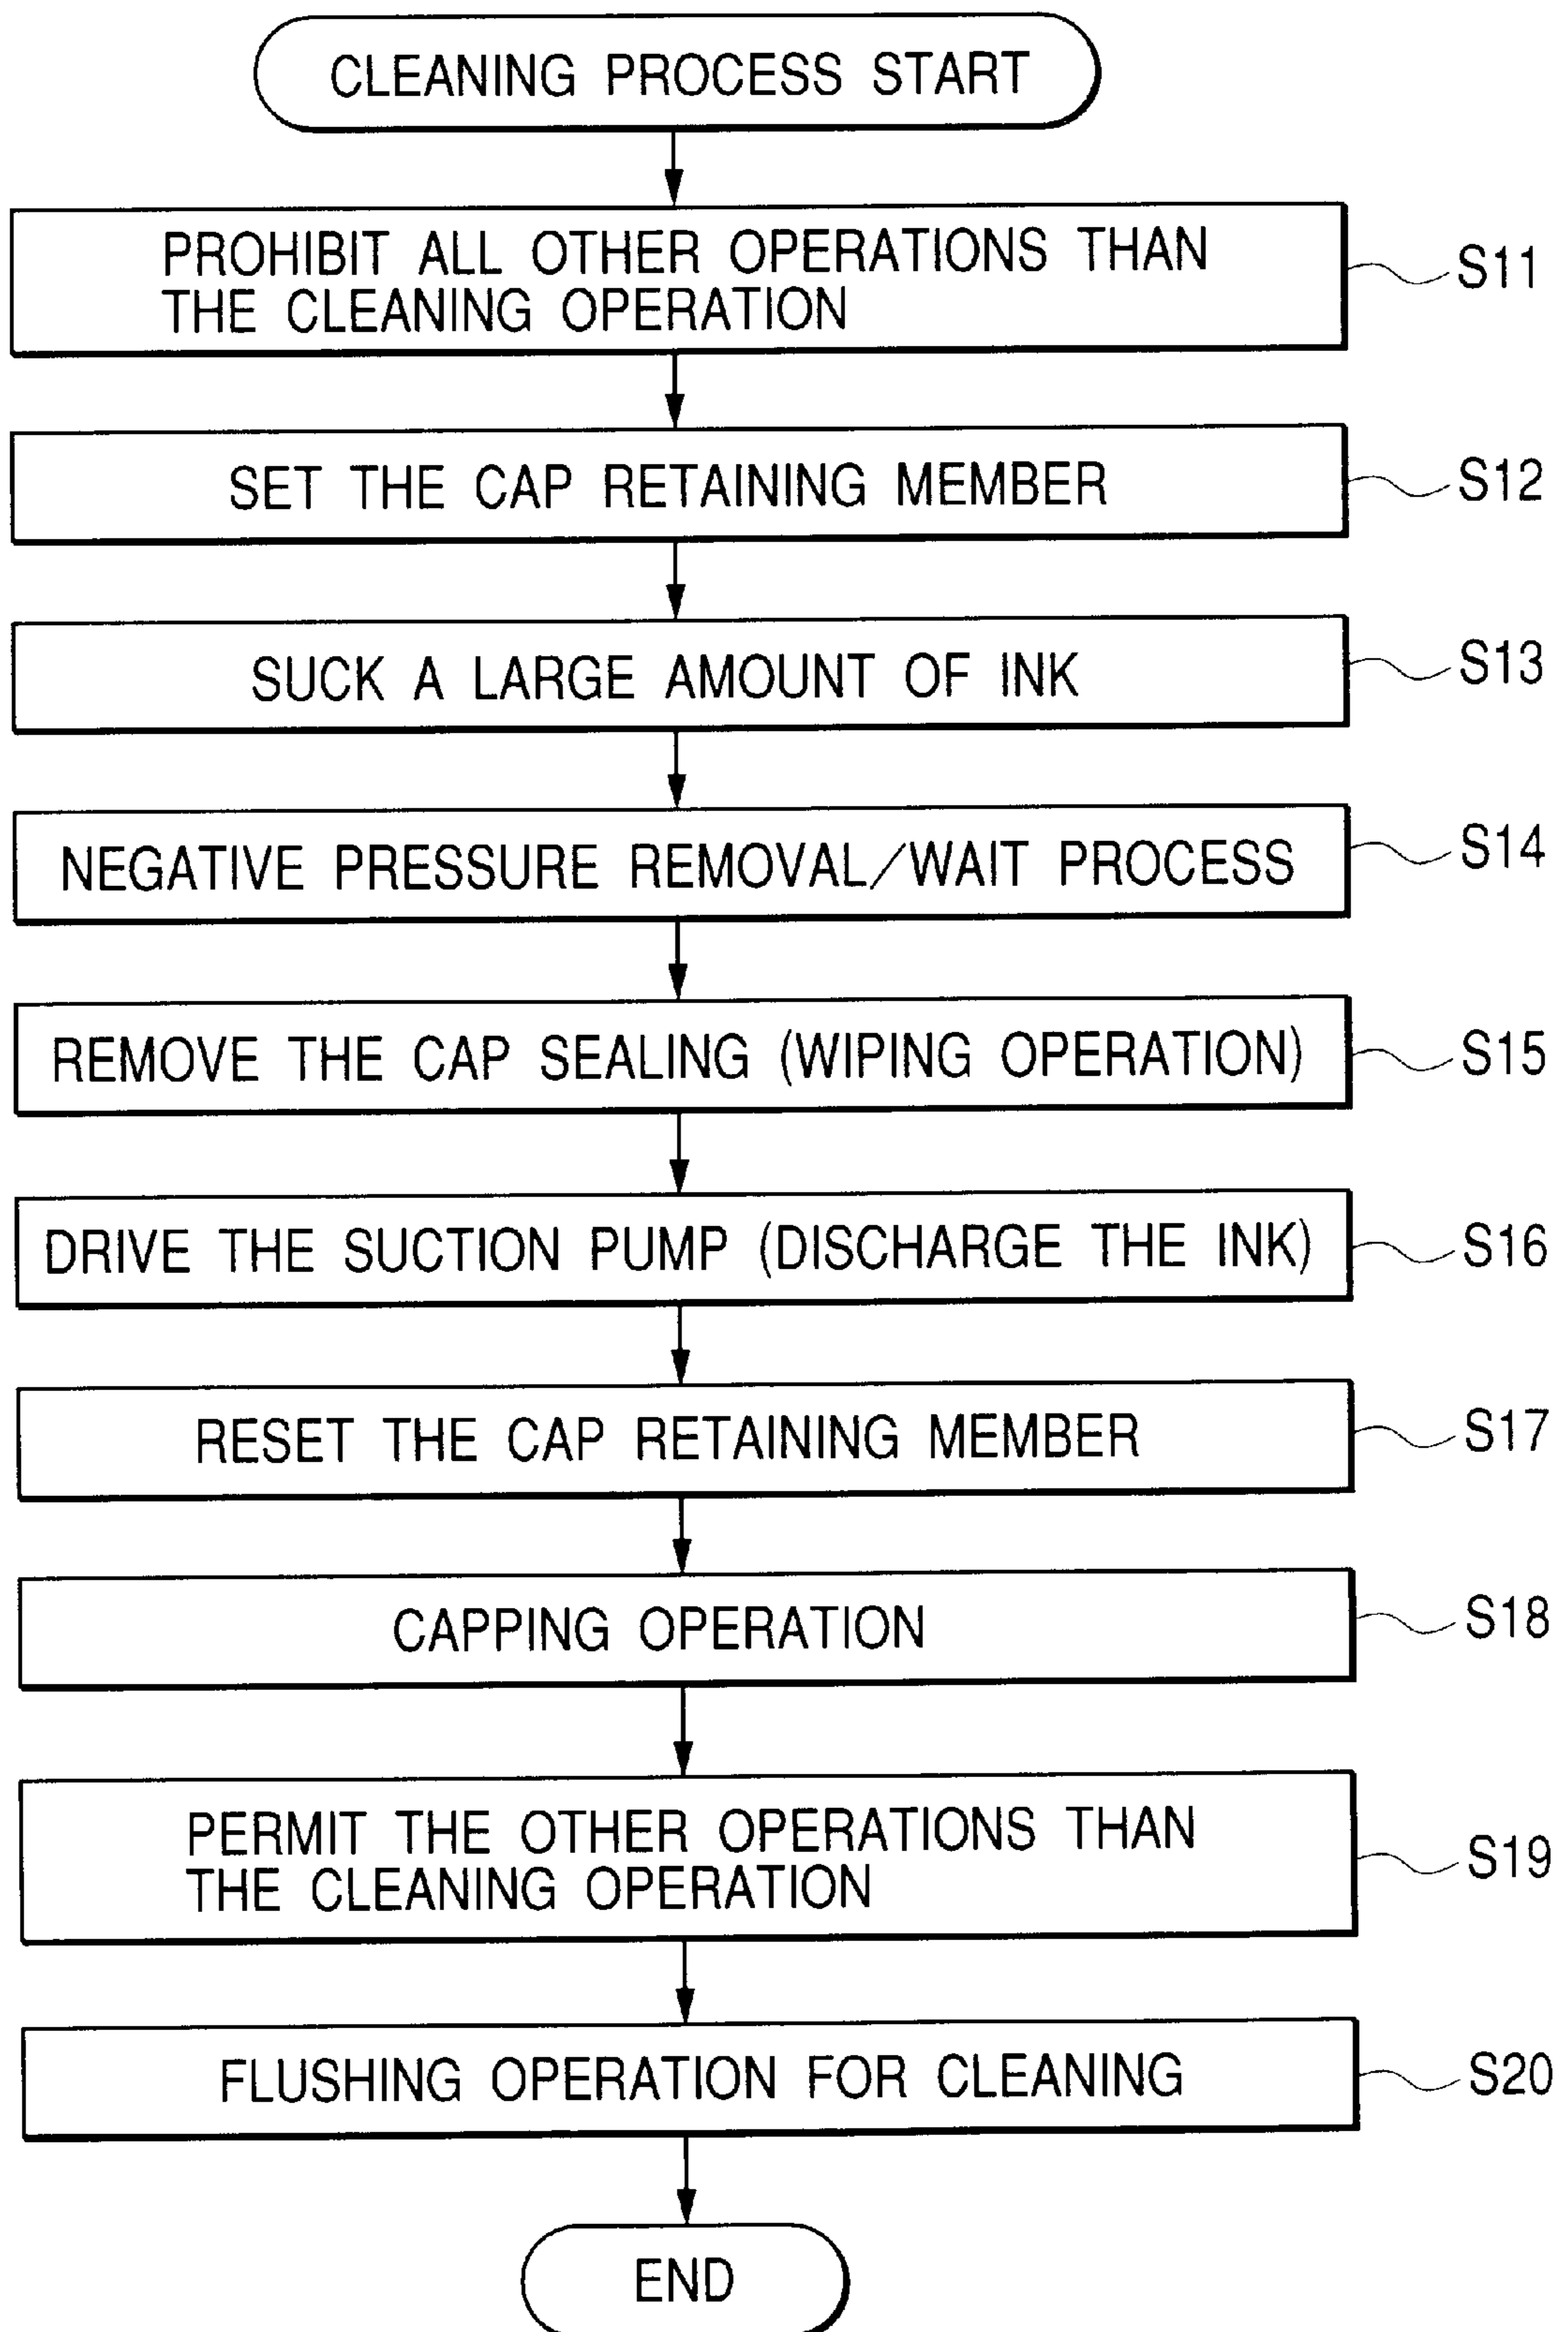 CLEANING PROCESS START
PROHIBIT ALL OTHER OPERATIONS THAN
THE CLEANING OPERATION
S11
SET THE CAP RETAINING MEMBER
S12
SUCK A LARGE AMOUNT OF INK
S13
NEGATIVE PRESSURE REMOVAL/WAIT PROCESS
S14
REMOVE THE CAP SEALING (WIPING OPERATION)
S15
DRIVE THE SUCTION PUMP (DISCHARGE THE INK)
S16
RESET THE CAP RETAINING MEMBER
S17
CAPPING OPERATION
S18
PERMIT THE OTHER OPERATIONS THAN
THE CLEANING OPERATION
S19
FLUSHING OPERATION FOR CLEANING
S20
END